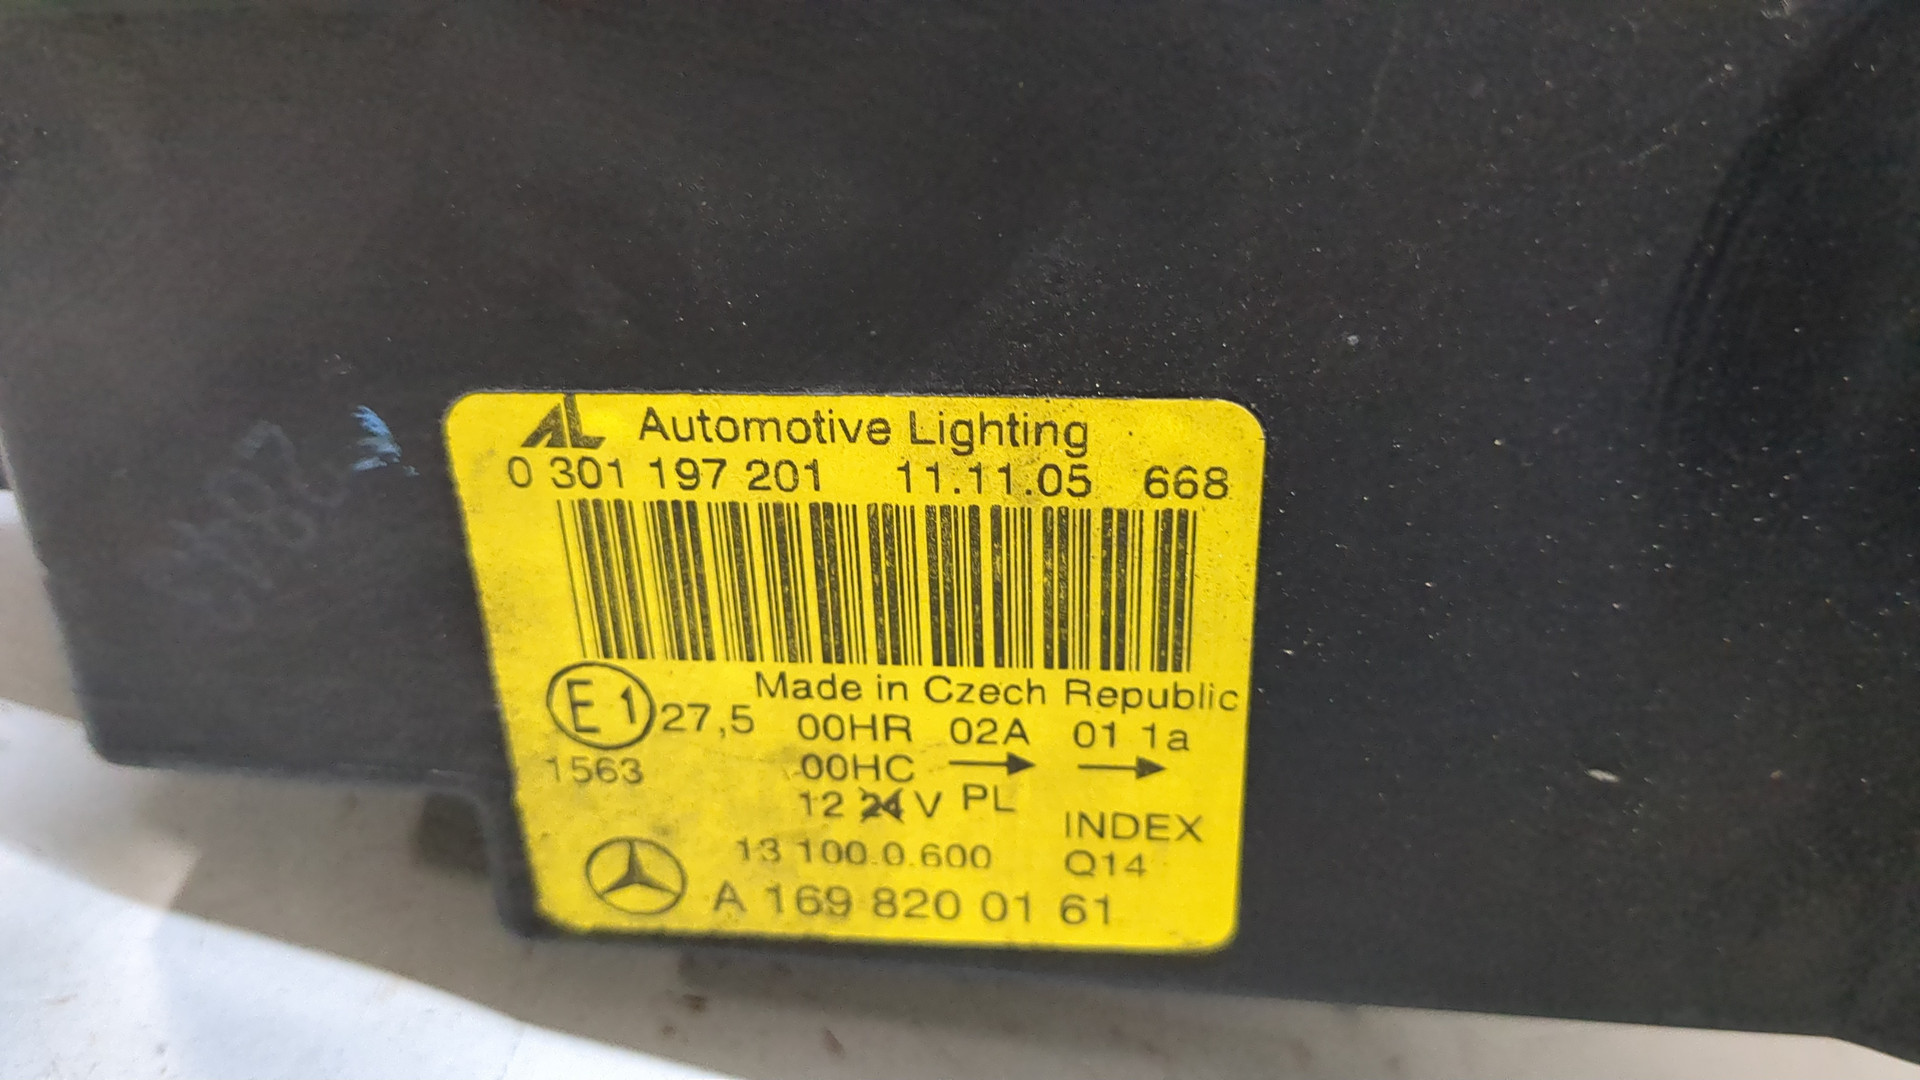 AL Automotive Lighting
0 301 197 201 11.11.05 668
Made in Czech Republic
E1 27,5 00HR 02A 01 1a
1563 00HC → →
12 24 V PL
INDEX
13 100.0.600 Q14
A 169 820 01 61